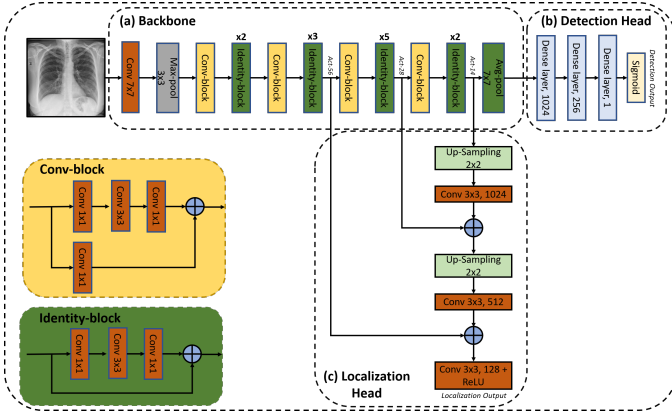 (a) Backbone
(b) Detection Head
x2
x3
x5
x2
Conv 7x7
Max-pool
3x3
Conv-block
Identity-block
Conv-block
Identity-block
Act-56
Conv-block
Identity-block
Act-28
Conv-block
Identity-block
Act-14
Avg-pool
7x7
Dense layer, 1024
Dense layer, 256
Dense layer, 1
Sigmoid
Detection Output
Up-Sampling
2x2
Conv 3x3, 1024
Up-Sampling
2x2
Conv 3x3, 512
Conv 3x3, 128 +
ReLU
Localization Output
(c) Localization
Head
Conv-block
Conv 1x1
Conv 3x3
Conv 1x1
Conv 1x1
Identity-block
Conv 1x1
Conv 3x3
Conv 1x1